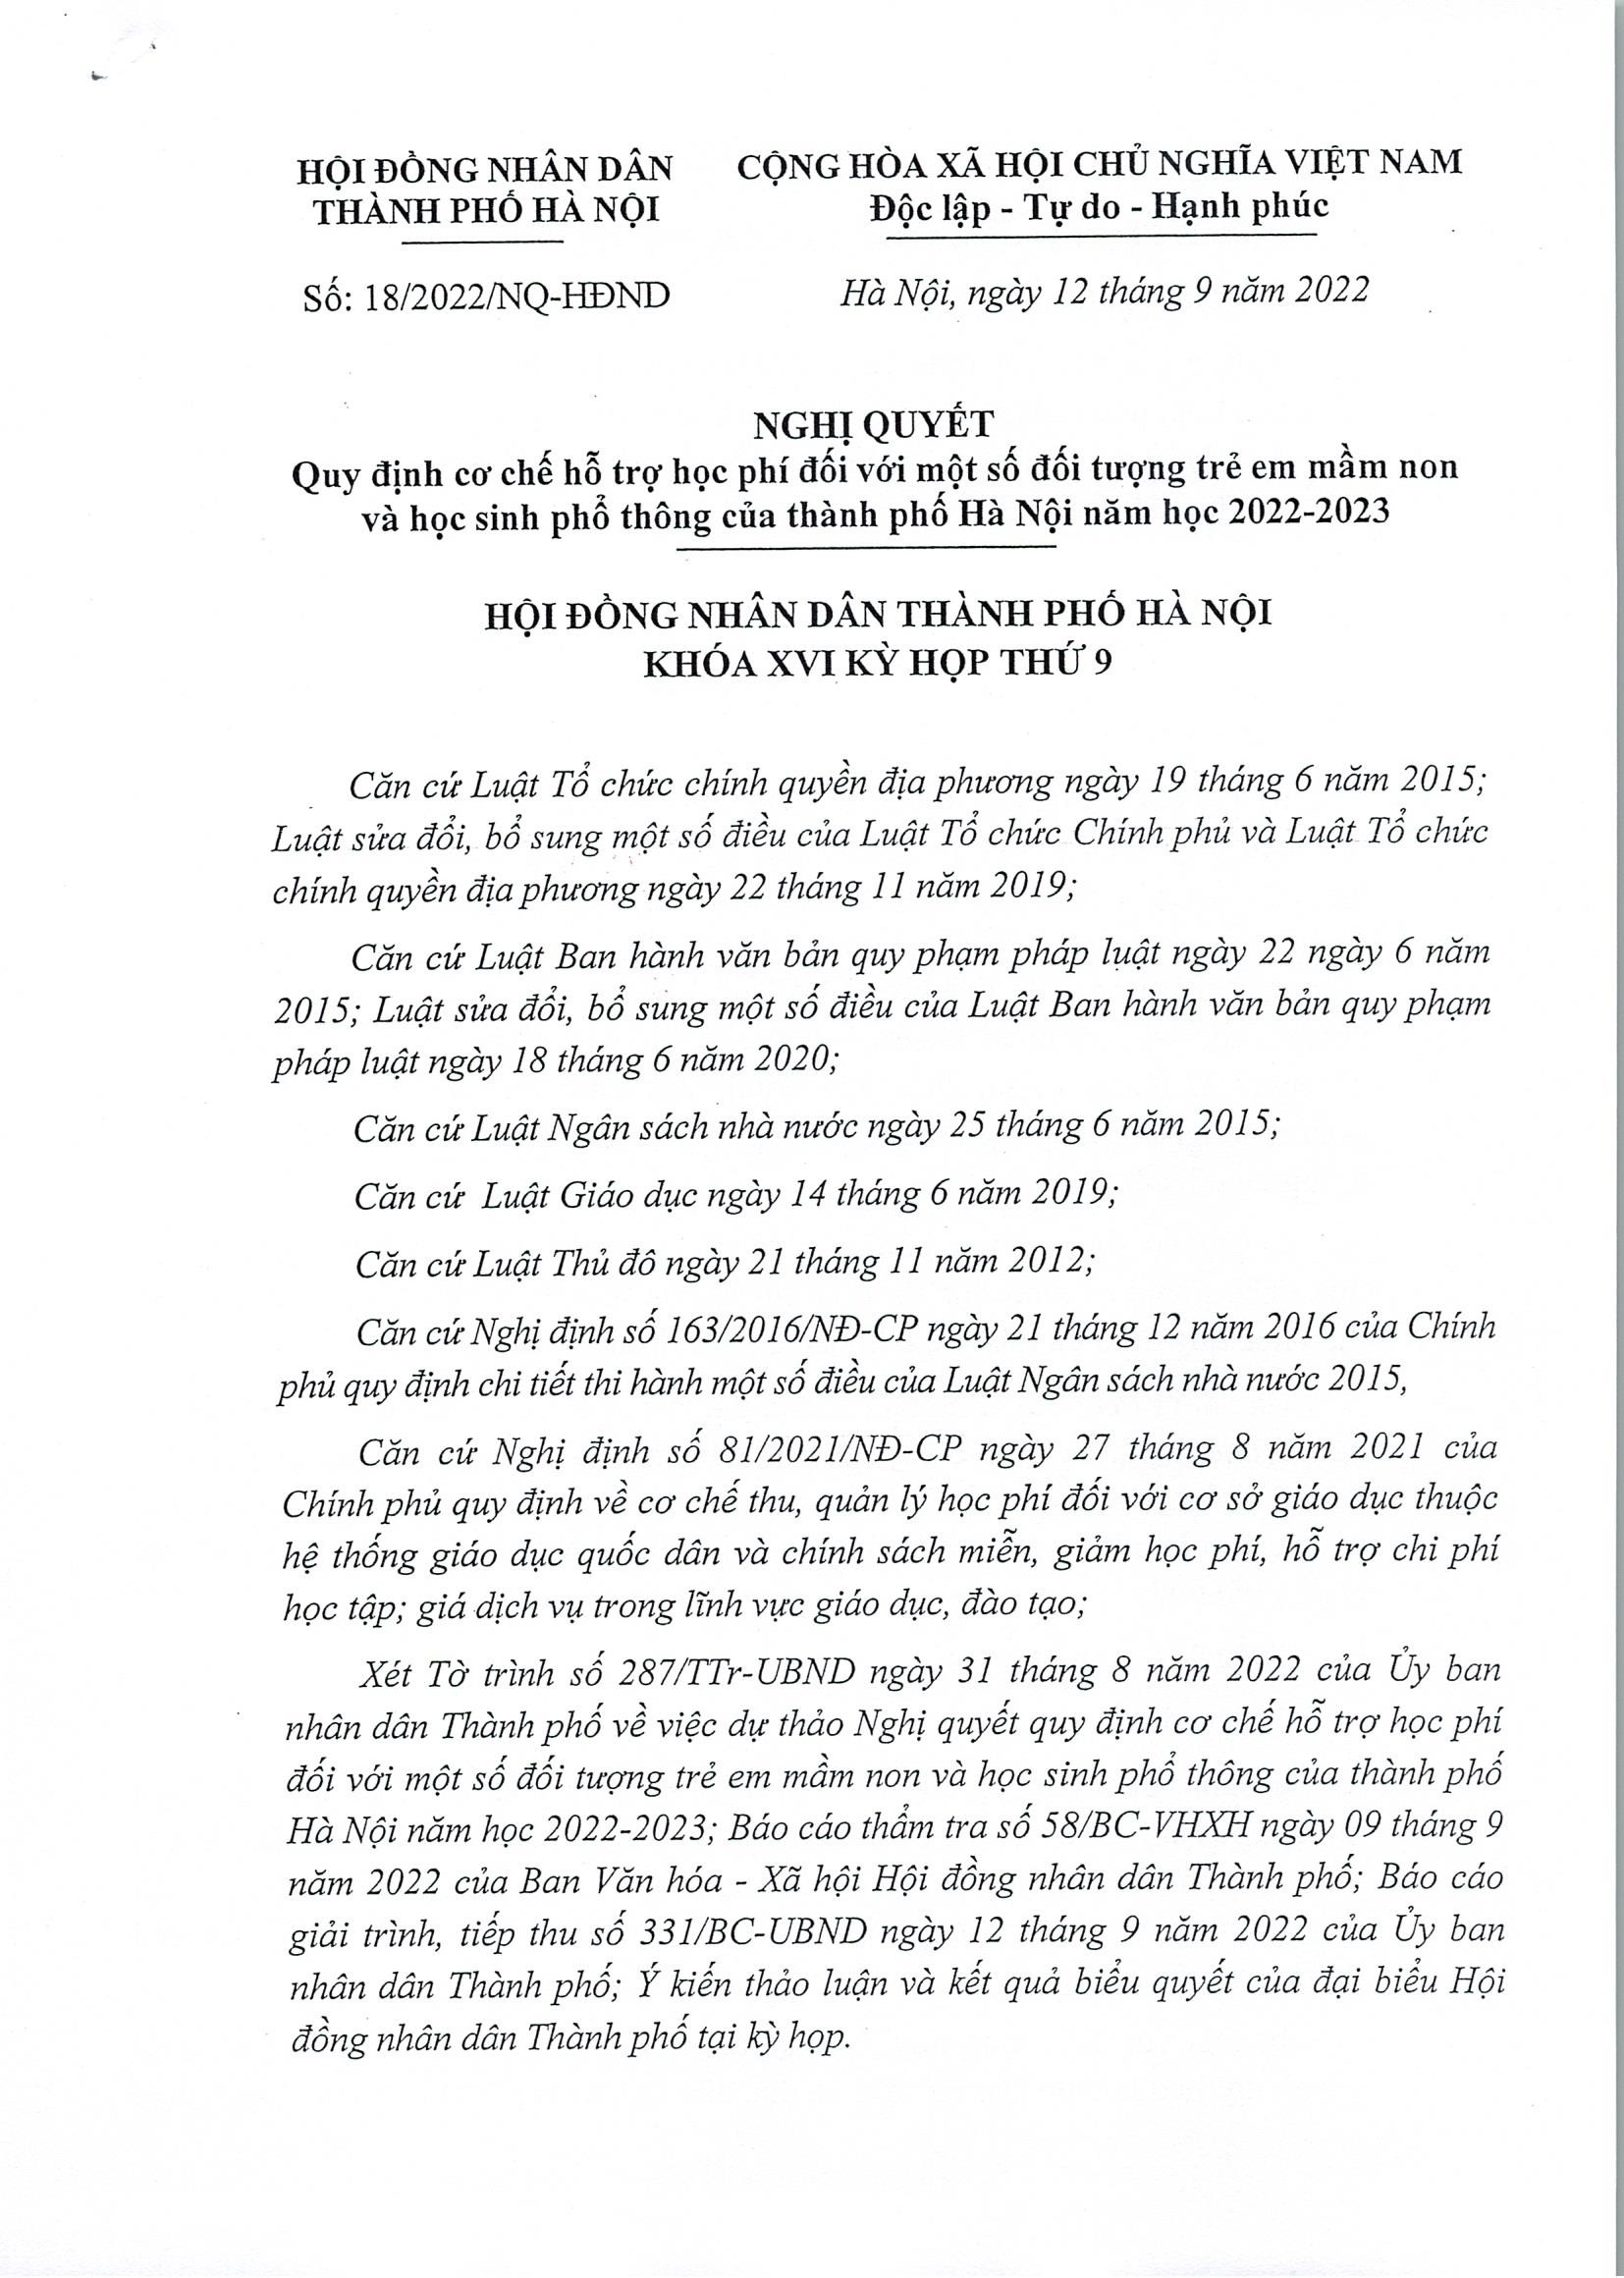 HỘI ĐỒNG NHÂN DÂN
THÀNH PHỐ HÀ NỘI
CỘNG HÒA XÃ HỘI CHỦ NGHĨA VIỆT NAM
Độc lập - Tự do - Hạnh phúc
Số: 18/2022/NQ-HĐND
Hà Nội, ngày 12 tháng 9 năm 2022
NGHỊ QUYẾT
Quy định cơ chế hỗ trợ học phí đối với một số đối tượng trẻ em mầm non
và học sinh phổ thông của thành phố Hà Nội năm học 2022-2023
HỘI ĐỒNG NHÂN DÂN THÀNH PHỐ HÀ NỘI
KHÓA XVI KỲ HỌP THỨ 9
Căn cứ Luật Tổ chức chính quyền địa phương ngày 19 tháng 6 năm 2015;
Luật sửa đổi, bổ sung một số điều của Luật Tổ chức Chính phủ và Luật Tổ chức
chính quyền địa phương ngày 22 tháng 11 năm 2019;
Căn cứ Luật Ban hành văn bản quy phạm pháp luật ngày 22 ngày 6 năm
2015; Luật sửa đổi, bổ sung một số điều của Luật Ban hành văn bản quy phạm
pháp luật ngày 18 tháng 6 năm 2020;
Căn cứ Luật Ngân sách nhà nước ngày 25 tháng 6 năm 2015;
Căn cứ Luật Giáo dục ngày 14 tháng 6 năm 2019;
Căn cứ Luật Thủ đô ngày 21 tháng 11 năm 2012;
Căn cứ Nghị định số 163/2016/NĐ-CP ngày 21 tháng 12 năm 2016 của Chính
phủ quy định chi tiết thi hành một số điều của Luật Ngân sách nhà nước 2015,
Căn cứ Nghị định số 81/2021/NĐ-CP ngày 27 tháng 8 năm 2021 của
Chính phủ quy định về cơ chế thu, quản lý học phí đối với cơ sở giáo dục thuộc
hệ thống giáo dục quốc dân và chính sách miễn, giảm học phí, hỗ trợ chi phí
học tập; giá dịch vụ trong lĩnh vực giáo dục, đào tạo;
Xét Tờ trình số 287/TTr-UBND ngày 31 tháng 8 năm 2022 của Ủy ban
nhân dân Thành phố về việc dự thảo Nghị quyết quy định cơ chế hỗ trợ học phí
đối với một số đối tượng trẻ em mầm non và học sinh phổ thông của thành phố
Hà Nội năm học 2022-2023; Báo cáo thẩm tra số 58/BC-VHXH ngày 09 tháng 9
năm 2022 của Ban Văn hóa - Xã hội Hội đồng nhân dân Thành phố; Báo cáo
giải trình, tiếp thu số 331/BC-UBND ngày 12 tháng 9 năm 2022 của Ủy ban
nhân dân Thành phố; Ý kiến thảo luận và kết quả biểu quyết của đại biểu Hội
đồng nhân dân Thành phố tại kỳ họp.